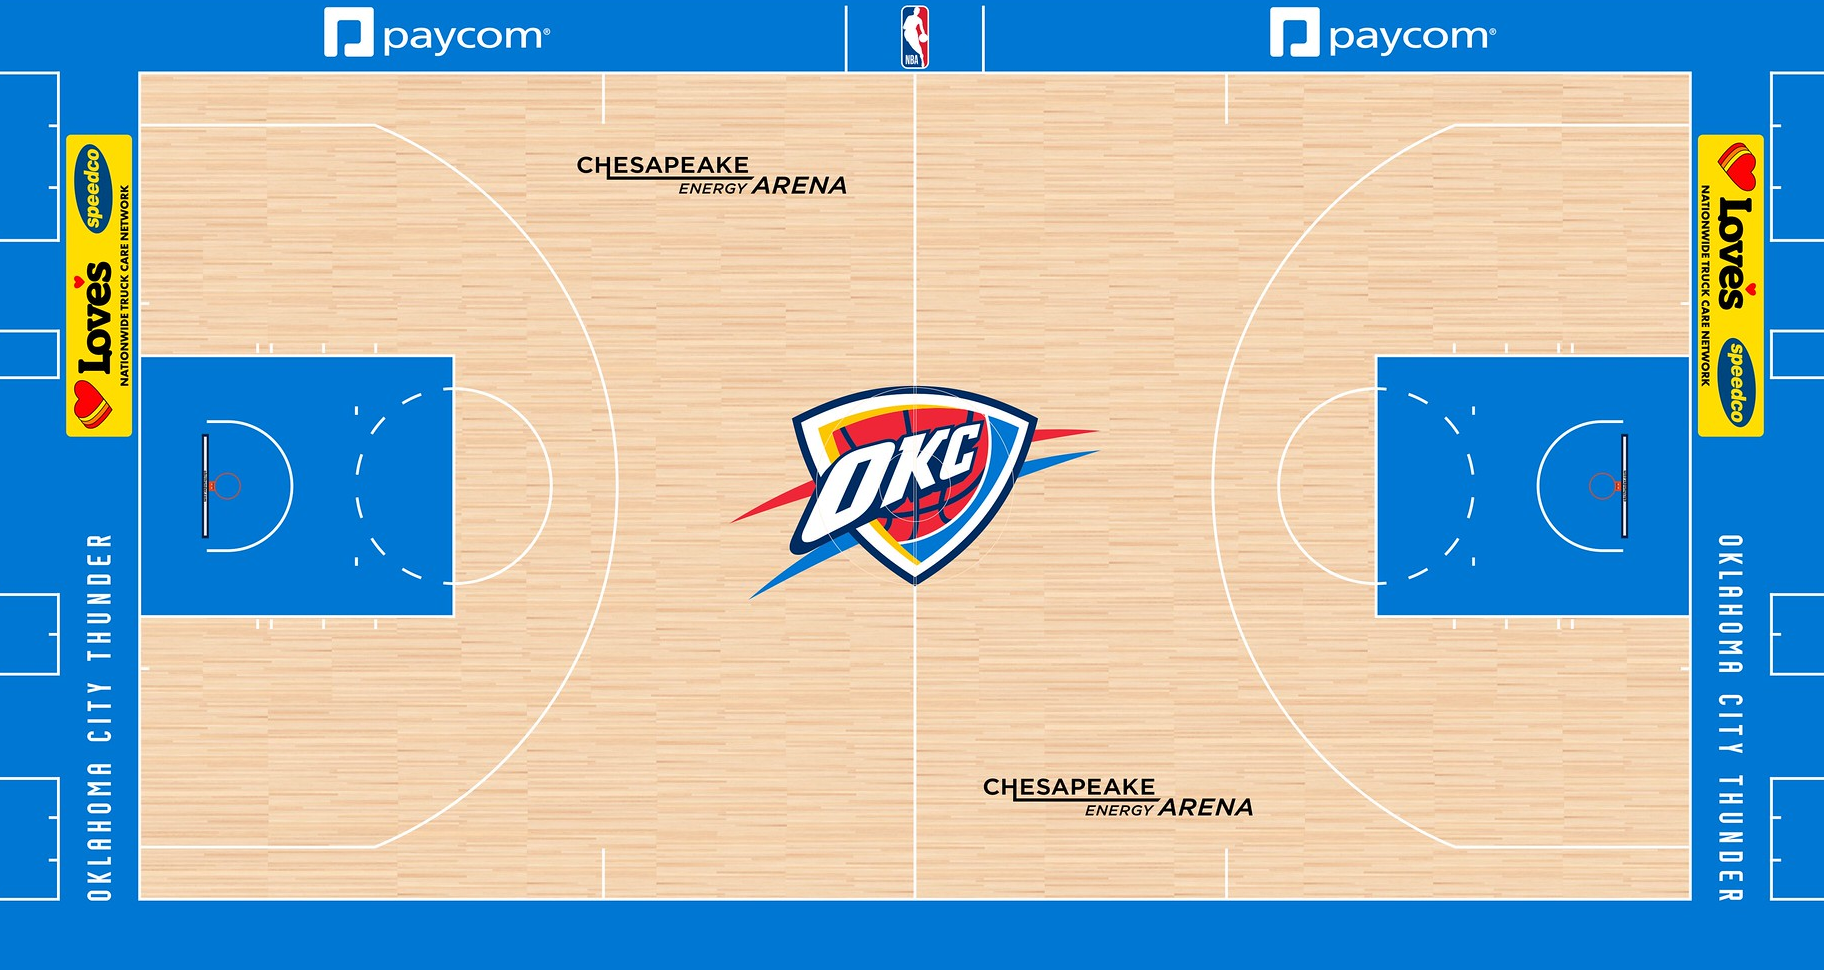 paycom®
NBA
paycom®
CHESAPEAKE
ENERGY ARENA
speedco
Love's
NATIONWIDE TRUCK CARE NETWORK
Love's
speedco
NATIONWIDE TRUCK CARE NETWORK
OKC
OKLAHOMA CITY THUNDER
OKLAHOMA CITY THUNDER
CHESAPEAKE
ENERGY ARENA